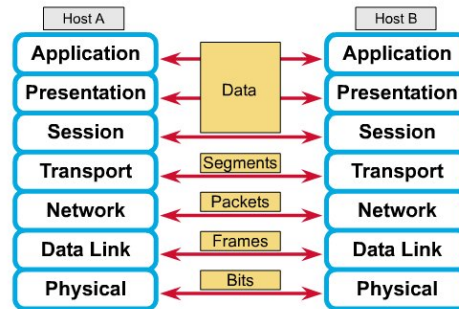 Host A Host B
Application Application
Presentation Data Presentation
Session Session
Transport Segments Transport
Network Packets Network
Data Link Frames Data Link
Physical Bits Physical